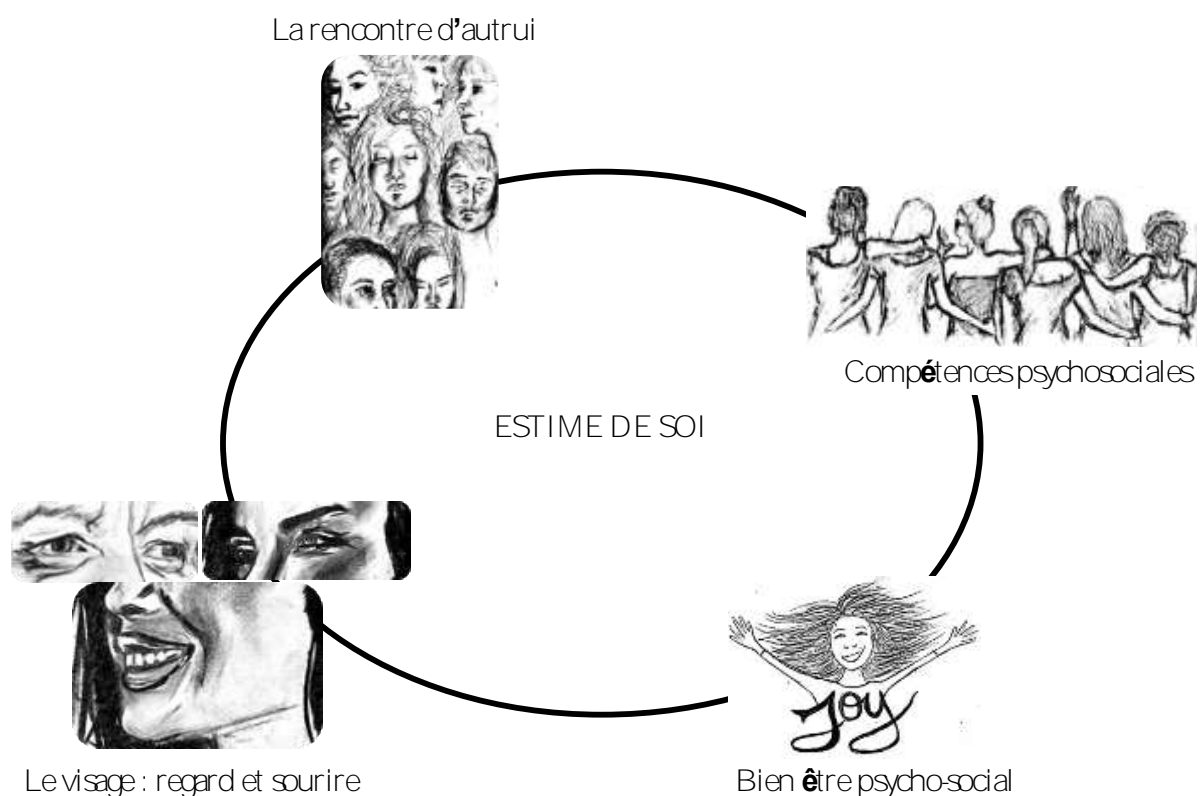 La rencontre d'autrui
Compétences psychosociales
ESTIME DE SOI
JOY
Le visage : regard et sourire
Bien être psycho-social